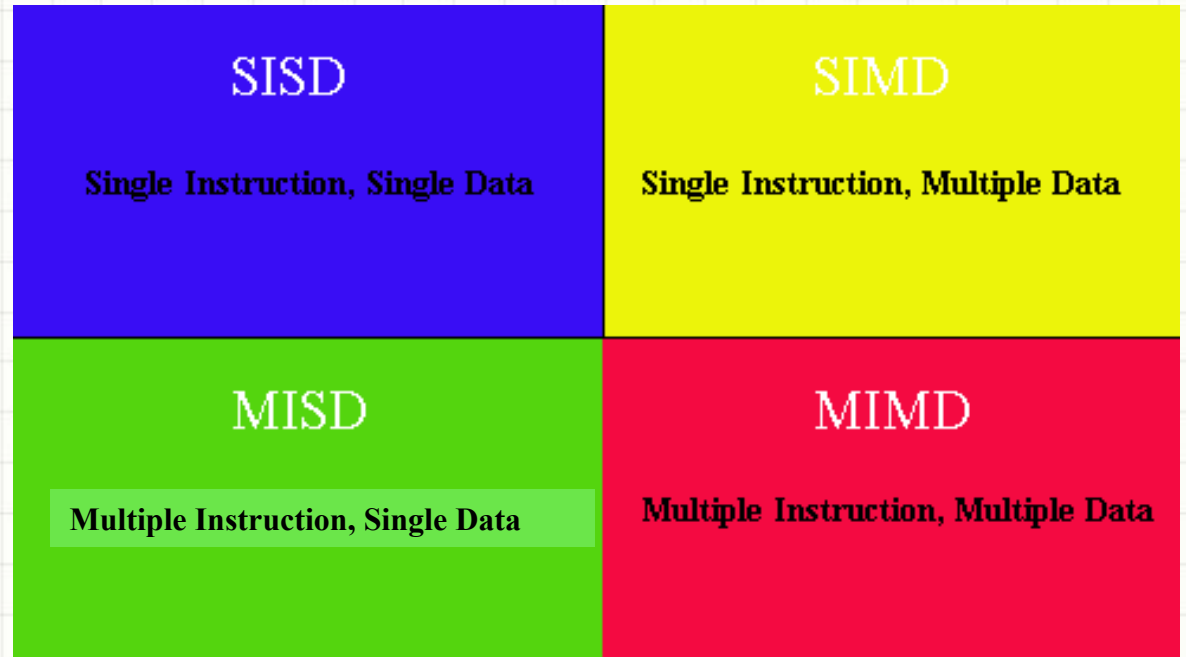 SISD
Single Instruction, Single Data
SIMD
Single Instruction, Multiple Data
MISD
Multiple Instruction, Single Data
MIMD
Multiple Instruction, Multiple Data